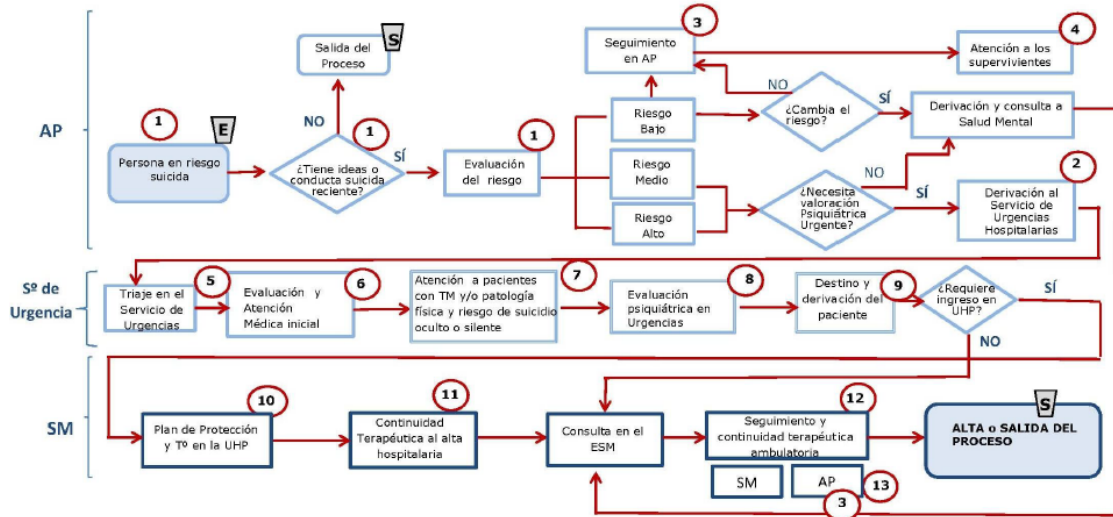 3
4
S
Salida del
Proceso
Seguimiento
en AP
Atención a los
supervivientes
NO
SÍ
AP
1
E
NO
1
SÍ
1
Riesgo
Bajo
¿Cambia el
riesgo?
Derivación y consulta a
Salud Mental
Persona en riesgo
suicida
¿Tiene ideas o
conducta suicida
reciente?
Evaluación
del riesgo
Riesgo
Medio
NO
2
Riesgo
Alto
¿Necesita
valoración
Psiquiátrica
Urgente?
SÍ
Derivación al
Servicio de
Urgencias
Hospitalarias
Sº de
Urgencia
5
6
7
8
9
Triaje en el
Servicio de
Urgencias
Evaluación y
Atención
Médica inicial
Atención a pacientes
con TM y/o patología
física y riesgo de suicidio
oculto o silente
Evaluación
psiquiátrica en
Urgencias
Destino y
derivación del
paciente
¿Requiere
ingreso en
UHP?
SÍ
NO
SM
10
11
12
S
Plan de Protección
y Tº en la UHP
Continuidad
Terapéutica al alta
hospitalaria
Consulta en el
ESM
Seguimiento y
continuidad terapéutica
ambulatoria
ALTA o SALIDA DEL
PROCESO
SM
AP
13
3